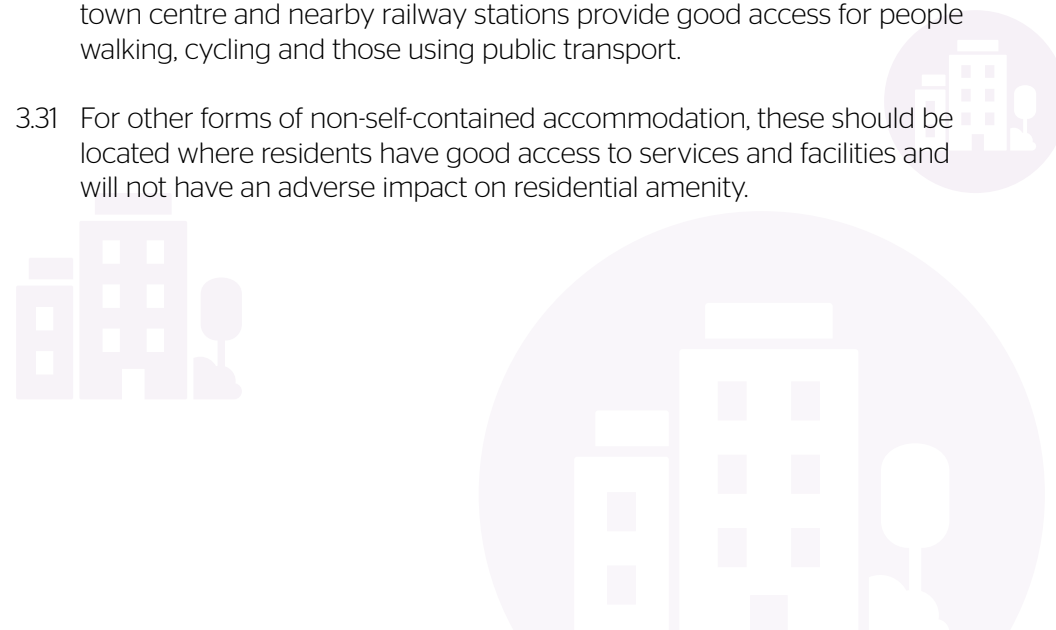 town centre and nearby railway stations provide good access for people
walking, cycling and those using public transport.
3.31 For other forms of non-self-contained accommodation, these should be
located where residents have good access to services and facilities and
will not have an adverse impact on residential amenity.